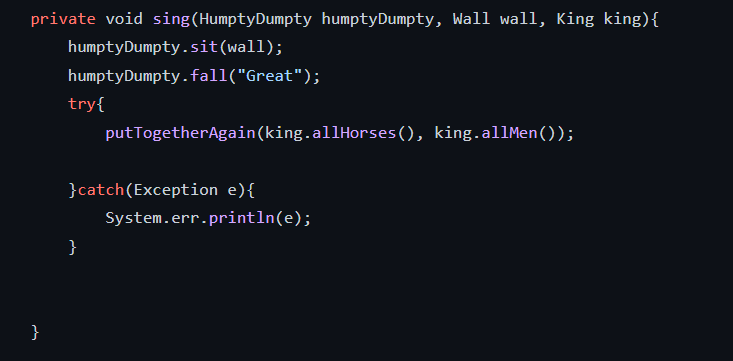 private void sing(HumptyDumpty humptyDumpty, Wall wall, King king){
    humptyDumpty.sit(wall);
    humptyDumpty.fall("Great");
    try{
        putTogetherAgain(king.allHorses(), king.allMen());

    }catch(Exception e){
        System.err.println(e);
    }


}